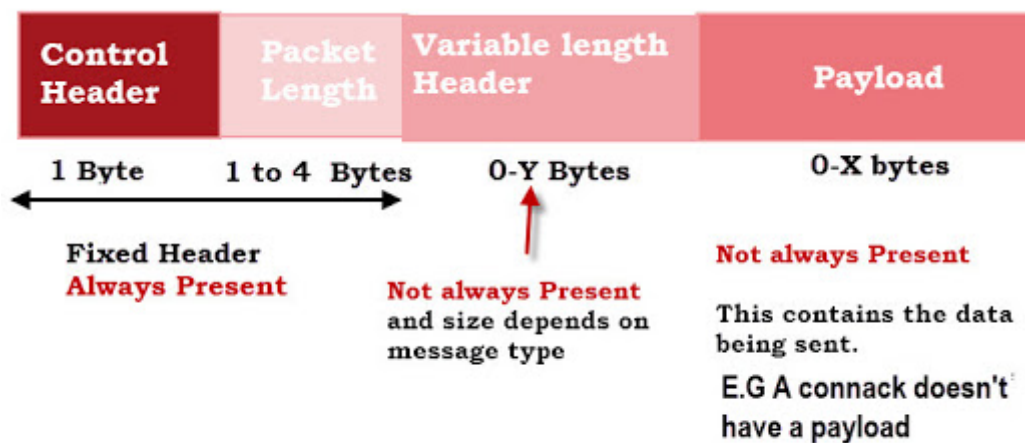 Control
Header
Packet
Length
Variable length
Header
Payload
1 Byte
1 to 4 Bytes
0-Y Bytes
0-X bytes
Fixed Header
Always Present
Not always Present
and size depends on
message type
Not always Present
This contains the data
being sent.
E.G A connack doesn't
have a payload